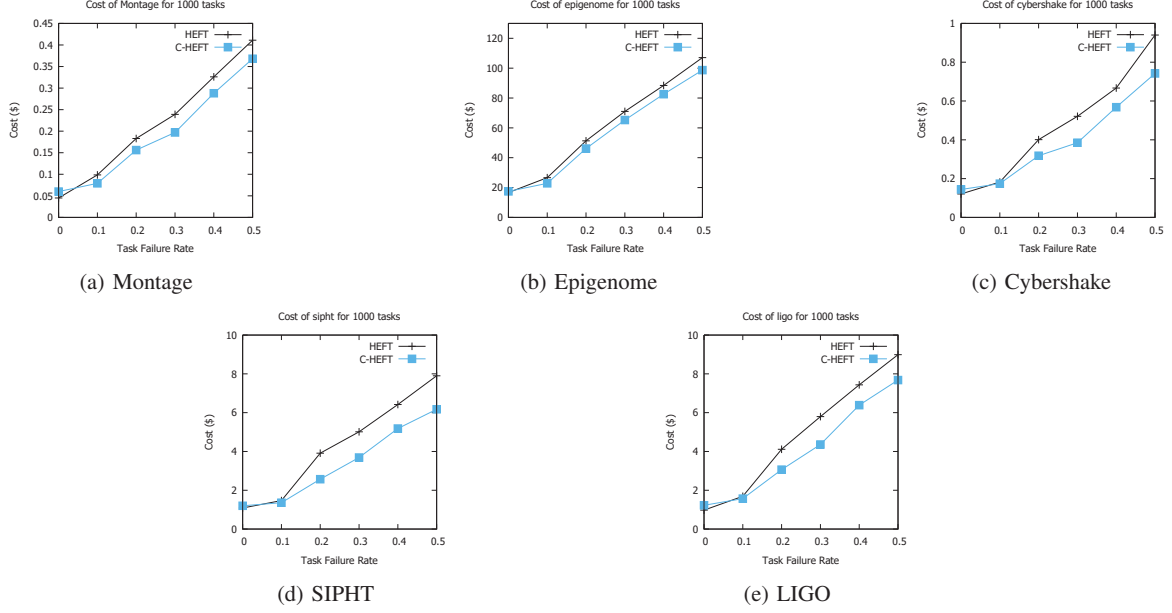 Cost of Montage for 1000 tasks
HEFT
C-HEFT
0.45
0.4
0.35
0.3
0.25
0.2
0.15
0.1
0.05
0
Cost ($)
0 0.1 0.2 0.3 0.4 0.5
Task Failure Rate
(a) Montage
Cost of epigenome for 1000 tasks
HEFT
C-HEFT
120
100
80
60
40
20
0
Cost ($)
0 0.1 0.2 0.3 0.4 0.5
Task Failure Rate
(b) Epigenome
Cost of cybershake for 1000 tasks
HEFT
C-HEFT
1
0.8
0.6
0.4
0.2
0
Cost ($)
0 0.1 0.2 0.3 0.4 0.5
Task Failure Rate
(c) Cybershake
Cost of sipht for 1000 tasks
HEFT
C-HEFT
10
8
6
4
2
0
Cost ($)
0 0.1 0.2 0.3 0.4 0.5
Task Failure Rate
(d) SIPHT
Cost of ligo for 1000 tasks
HEFT
C-HEFT
10
8
6
4
2
0
Cost ($)
0 0.1 0.2 0.3 0.4 0.5
Task Failure Rate
(e) LIGO